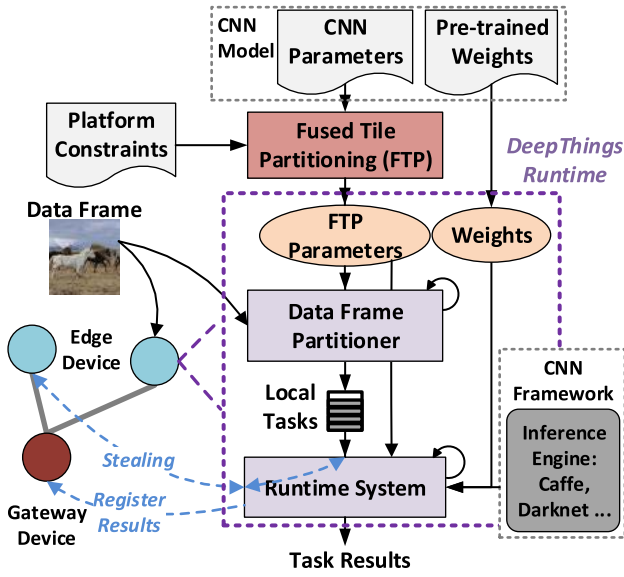 CNN
Model
CNN
Parameters
Pre-trained
Weights
Platform
Constraints
Fused Tile
Partitioning (FTP)
DeepThings
Runtime
Data Frame
FTP
Parameters
Weights
Data Frame
Partitioner
Edge
Device
Local
Tasks
CNN
Framework
Inference
Engine:
Caffe,
Darknet ...
Stealing
Runtime System
Register
Results
Gateway
Device
Task Results